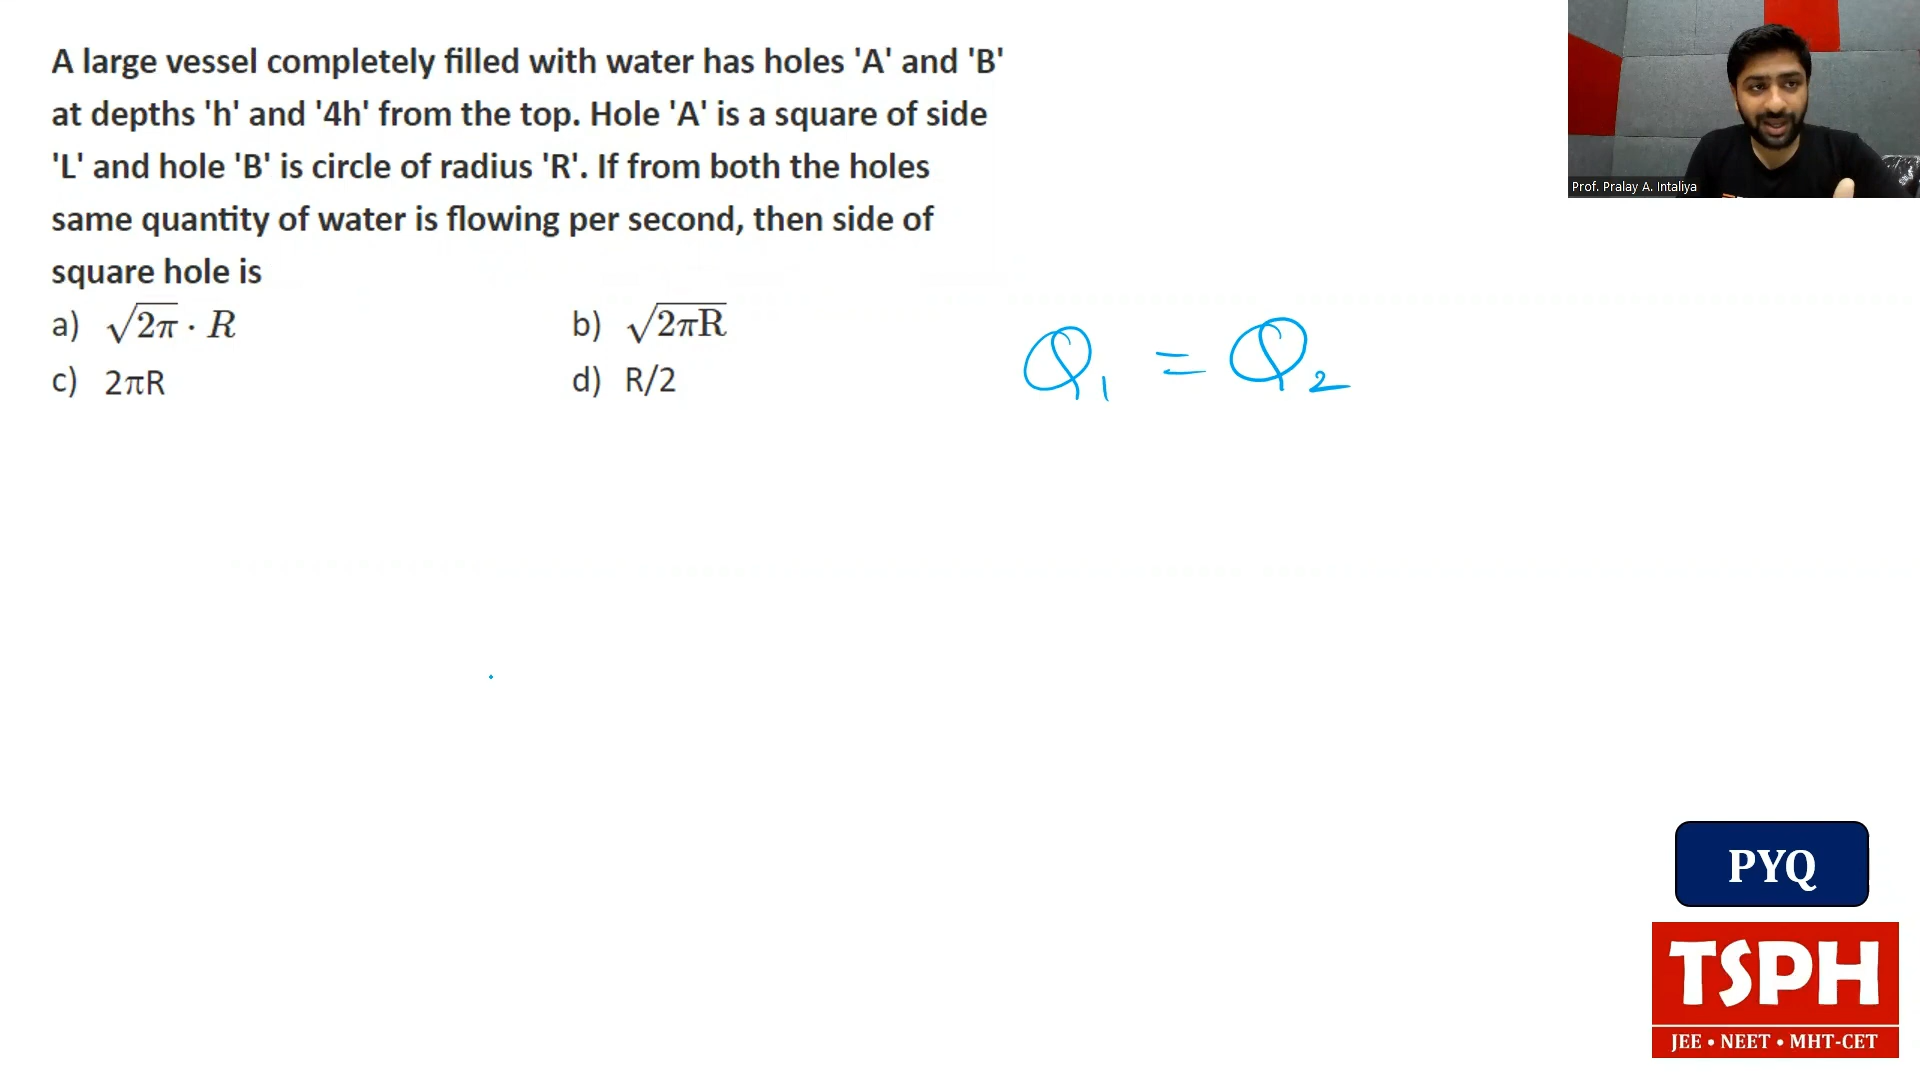 A large vessel completely filled with water has holes 'A' and 'B'
at depths 'h' and '4h' from the top. Hole 'A' is a square of side
'L' and hole 'B' is circle of radius 'R'. If from both the holes
same quantity of water is flowing per second, then side of
square hole is
a) √2π · R b) √2πR
c) 2πR d) R/2
Q₁ = Q₂
Prof. Pralay A. Intaliya
PYQ
TSPH
JEE • NEET • MHT-CET